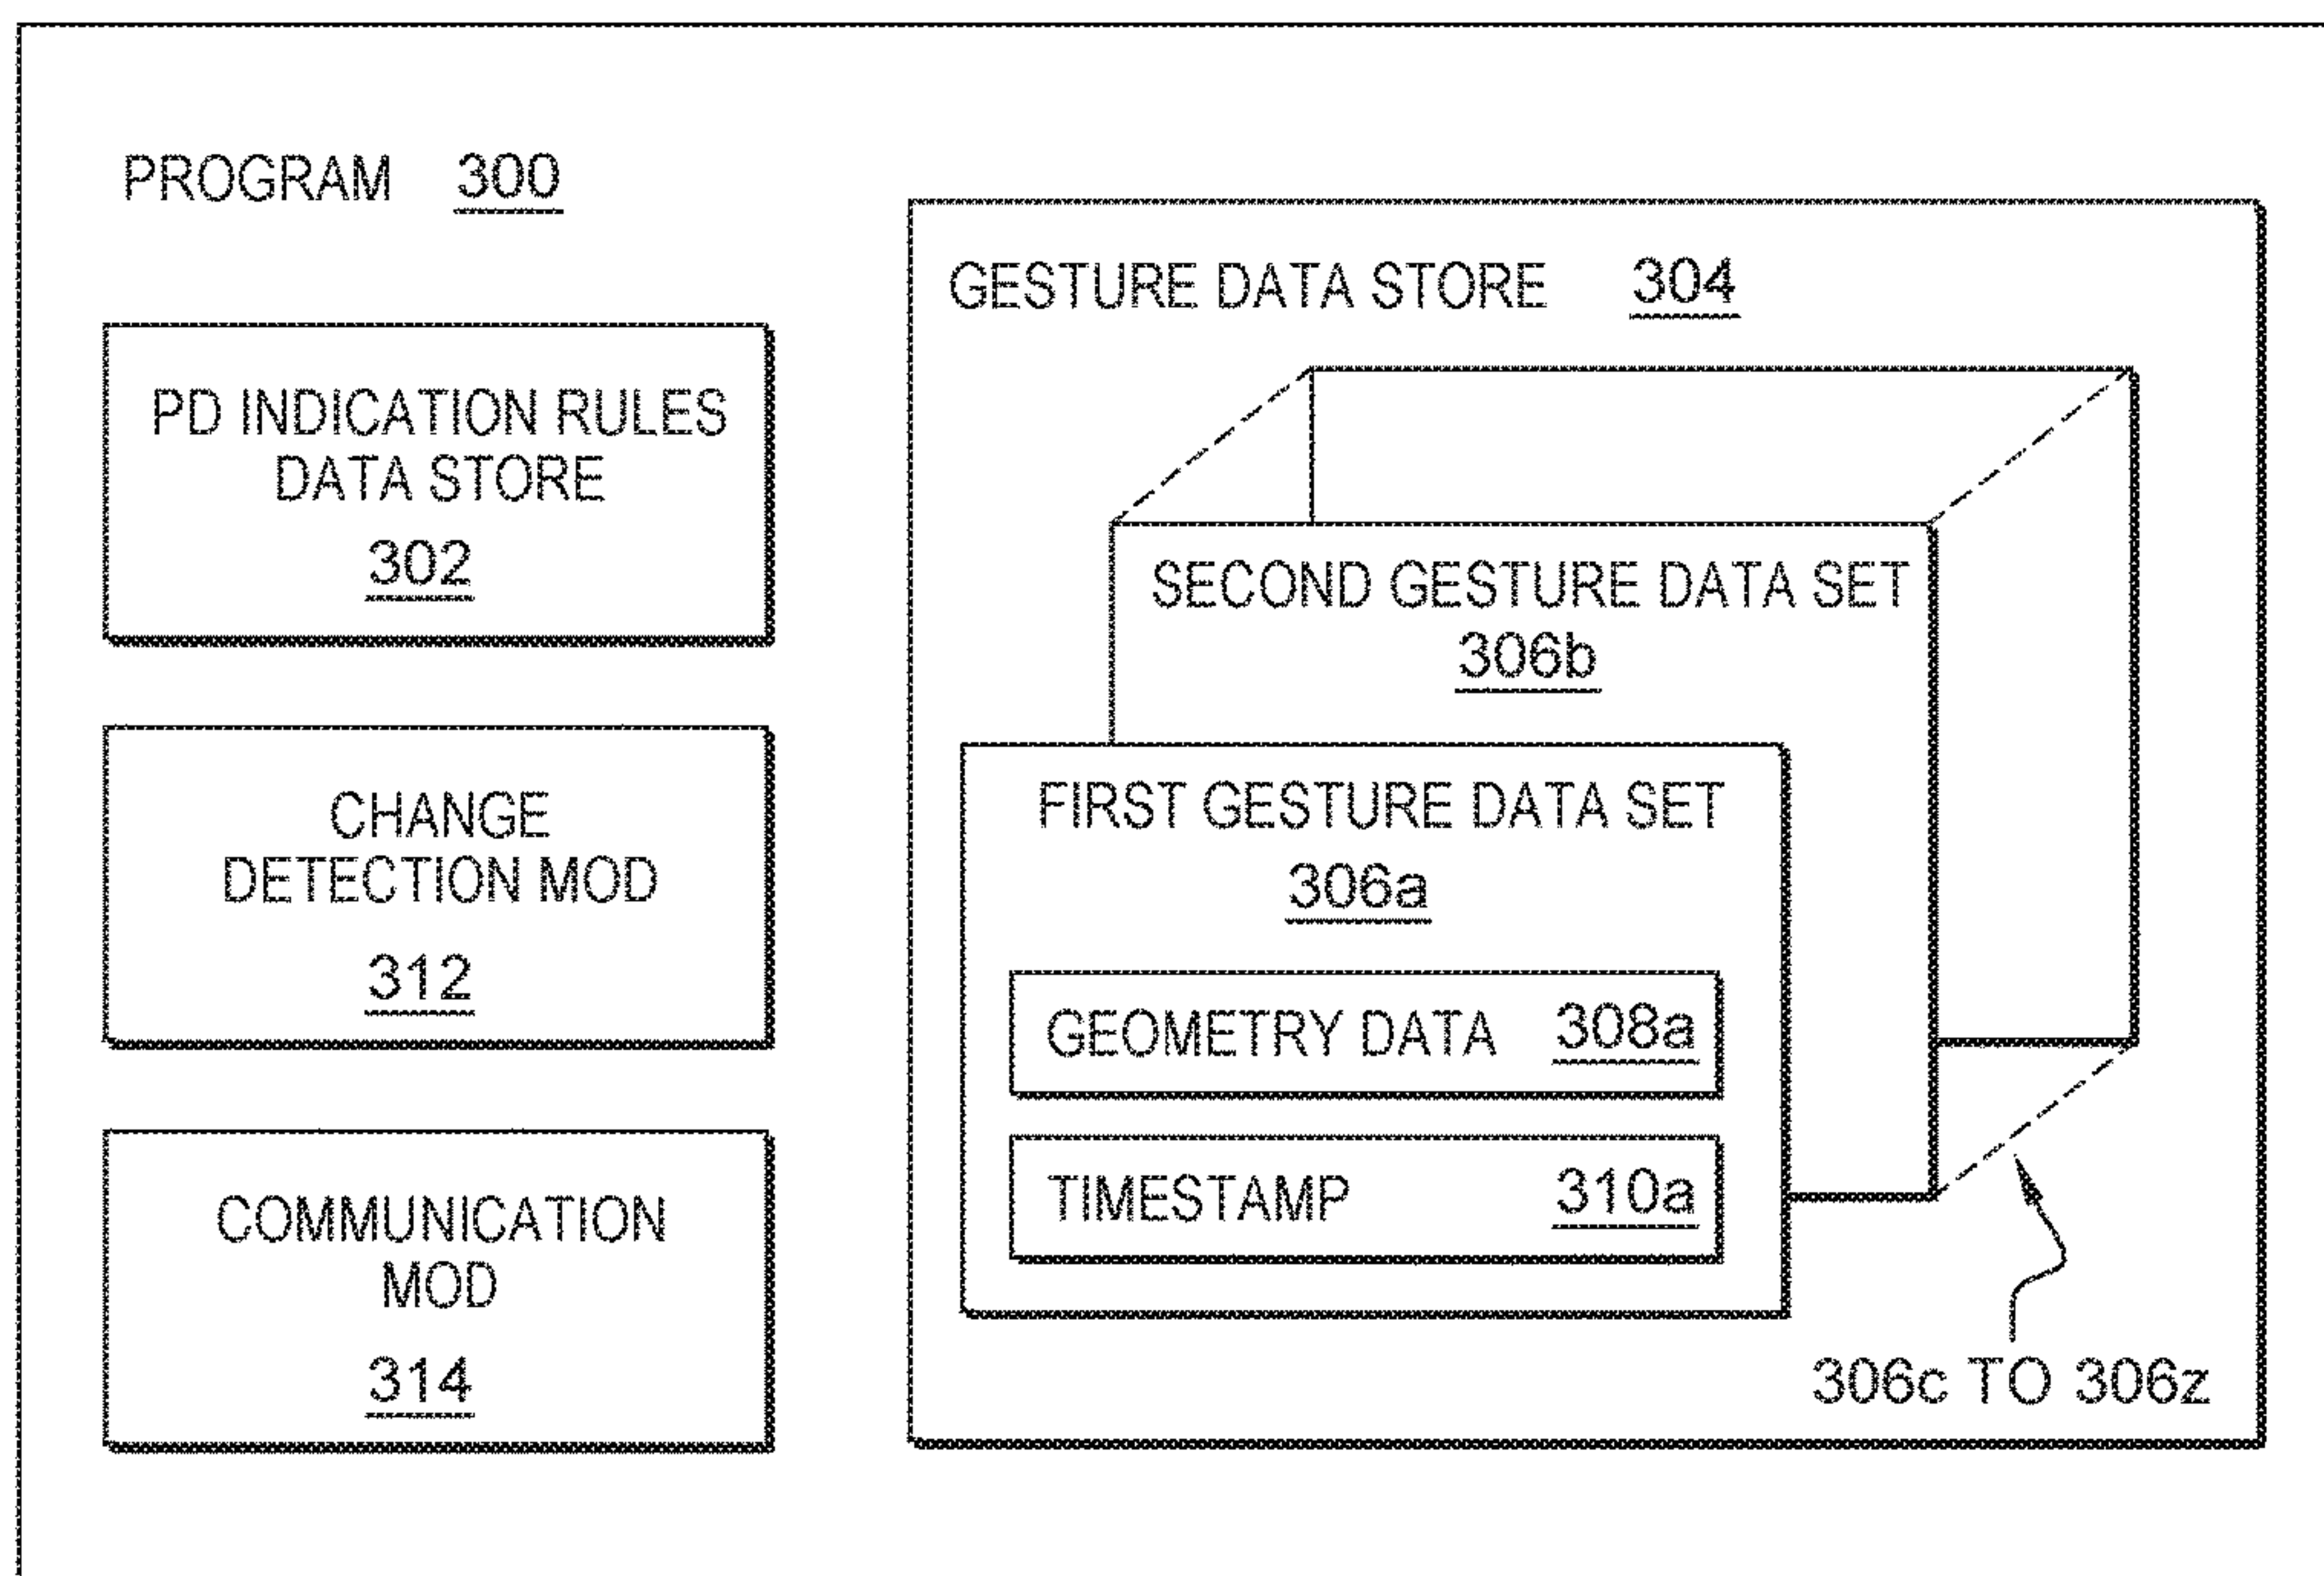 PROGRAM 300
PD INDICATION RULES
DATA STORE
302
CHANGE
DETECTION MOD
312
COMMUNICATION
MOD
314
GESTURE DATA STORE 304
SECOND GESTURE DATA SET
306b
FIRST GESTURE DATA SET
306a
GEOMETRY DATA 308a
TIMESTAMP 310a
306c TO 306z